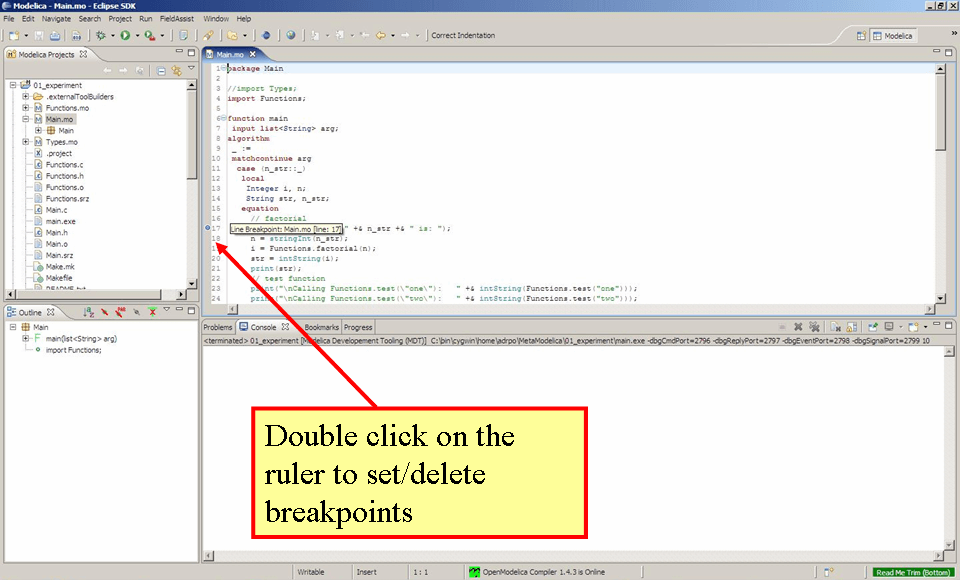 Modelica - Main.mo - Eclipse SDK
File Edit Navigate Search Project Run FieldAssist Window Help
Correct Indentation
Modelica
Modelica Projects
01_experiment
.externalToolBuilders
Functions.mo
Main.mo
Main
Types.mo
.project
Functions.c
Functions.h
Functions.o
Functions.srz
Main.c
main.exe
Main.h
Main.o
Main.srz
Make.mk
Makefile
README.txt
Main.mo
1 package Main
2
3 //import Types;
4 import Functions;
5
6 function main
7 input list<String> arg;
8 algorithm
9 _ :=
10 matchcontinue arg
11 case (n_str::_)
12 local
13 Integer i, n;
14 String str, n_str;
15 equation
16 // factorial
17 Line Breakpoint: Main.mo [line: 17] " +& n_str +& " is: ");
18 n = stringInt(n_str);
19 i = Functions.factorial(n);
20 str = intString(i);
21 print(str);
22 // test function
23 print("\nCalling Functions.test(\"one\"): " +& intString(Functions.test("one")));
24 print("\nCalling Functions.test(\"two\"): " +& intString(Functions.test("two")));
Outline
Main
main(list<String> arg)
import Functions;
Problems Console Bookmarks Progress
<terminated> 01_experiment [Modelica Developement Tooling (MDT)] C:\bin\cygwin\home\adrpo\MetaModelica\01_experiment\main.exe -dbgCmdPort=2796 -dbgReplyPort=2797 -dbgEventPort=2798 -dbgSignalPort=2799 10
Double click on the
ruler to set/delete
breakpoints
Writable Insert 1 : 1 OpenModelica Compiler 1.4.3 is Online Read Me Trim (Bottom)